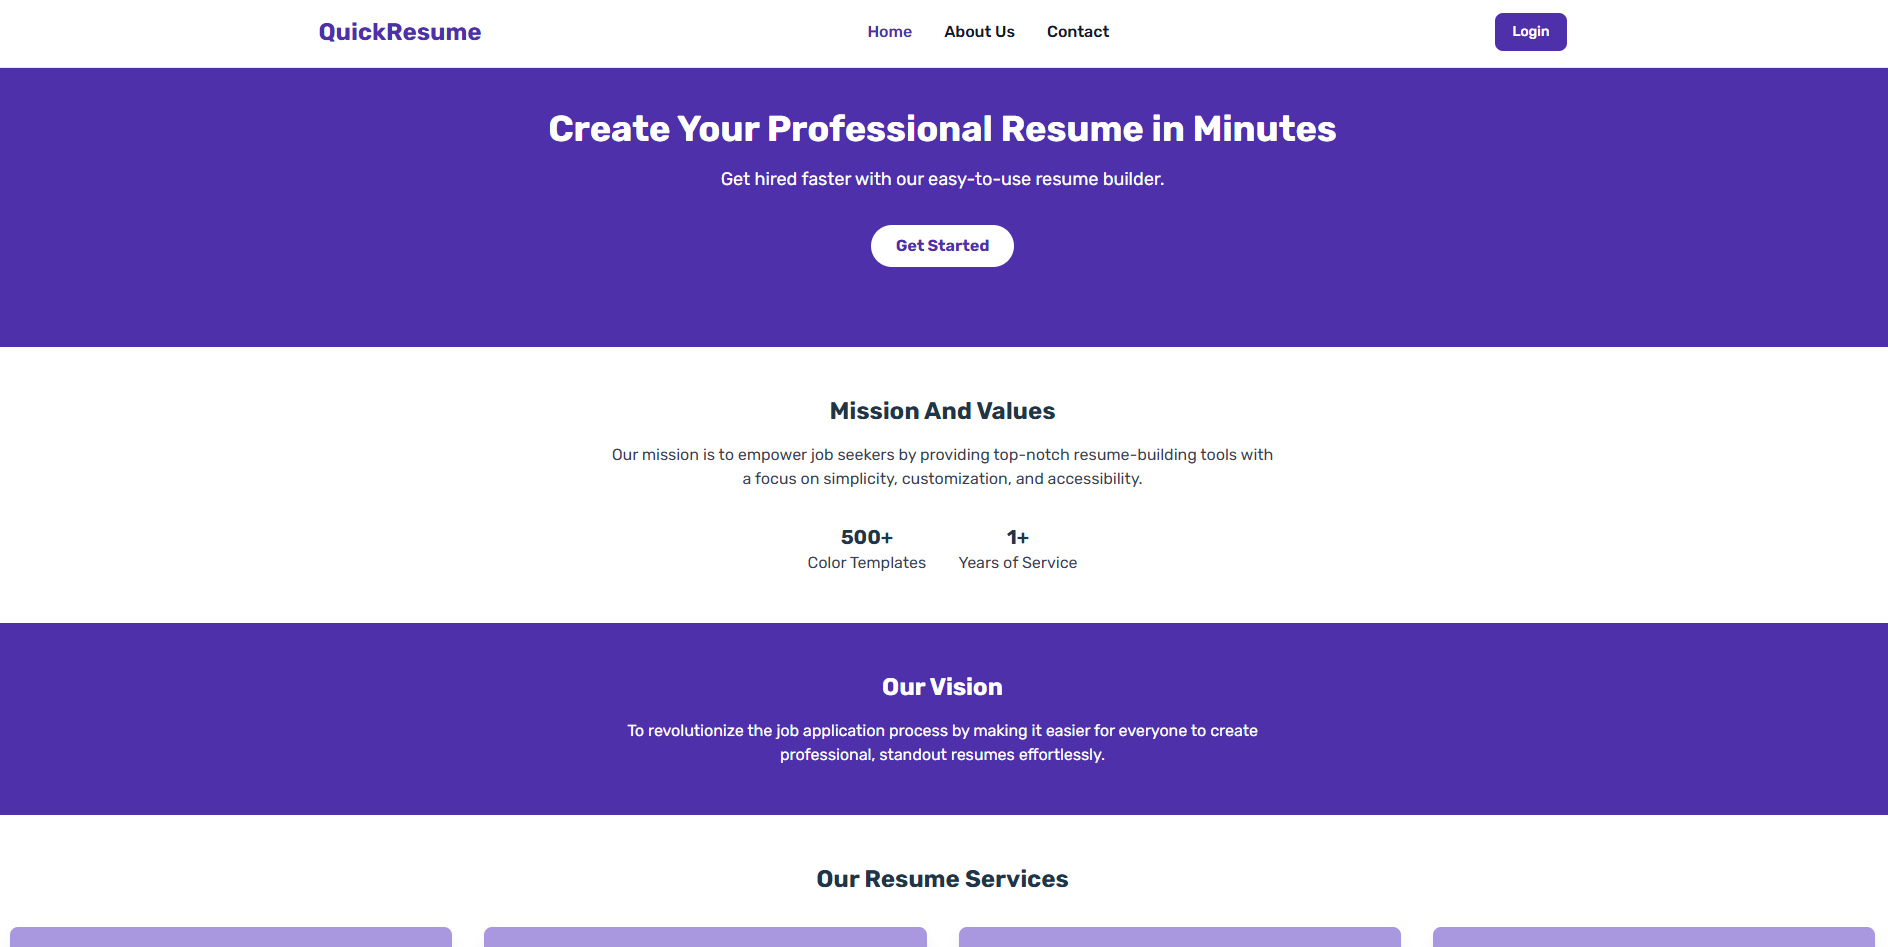 QuickResume
Home
About Us
Contact
Login
Create Your Professional Resume in Minutes
Get hired faster with our easy-to-use resume builder.
Get Started
Mission And Values
Our mission is to empower job seekers by providing top-notch resume-building tools with
a focus on simplicity, customization, and accessibility.
500+
Color Templates
1+
Years of Service
Our Vision
To revolutionize the job application process by making it easier for everyone to create
professional, standout resumes effortlessly.
Our Resume Services